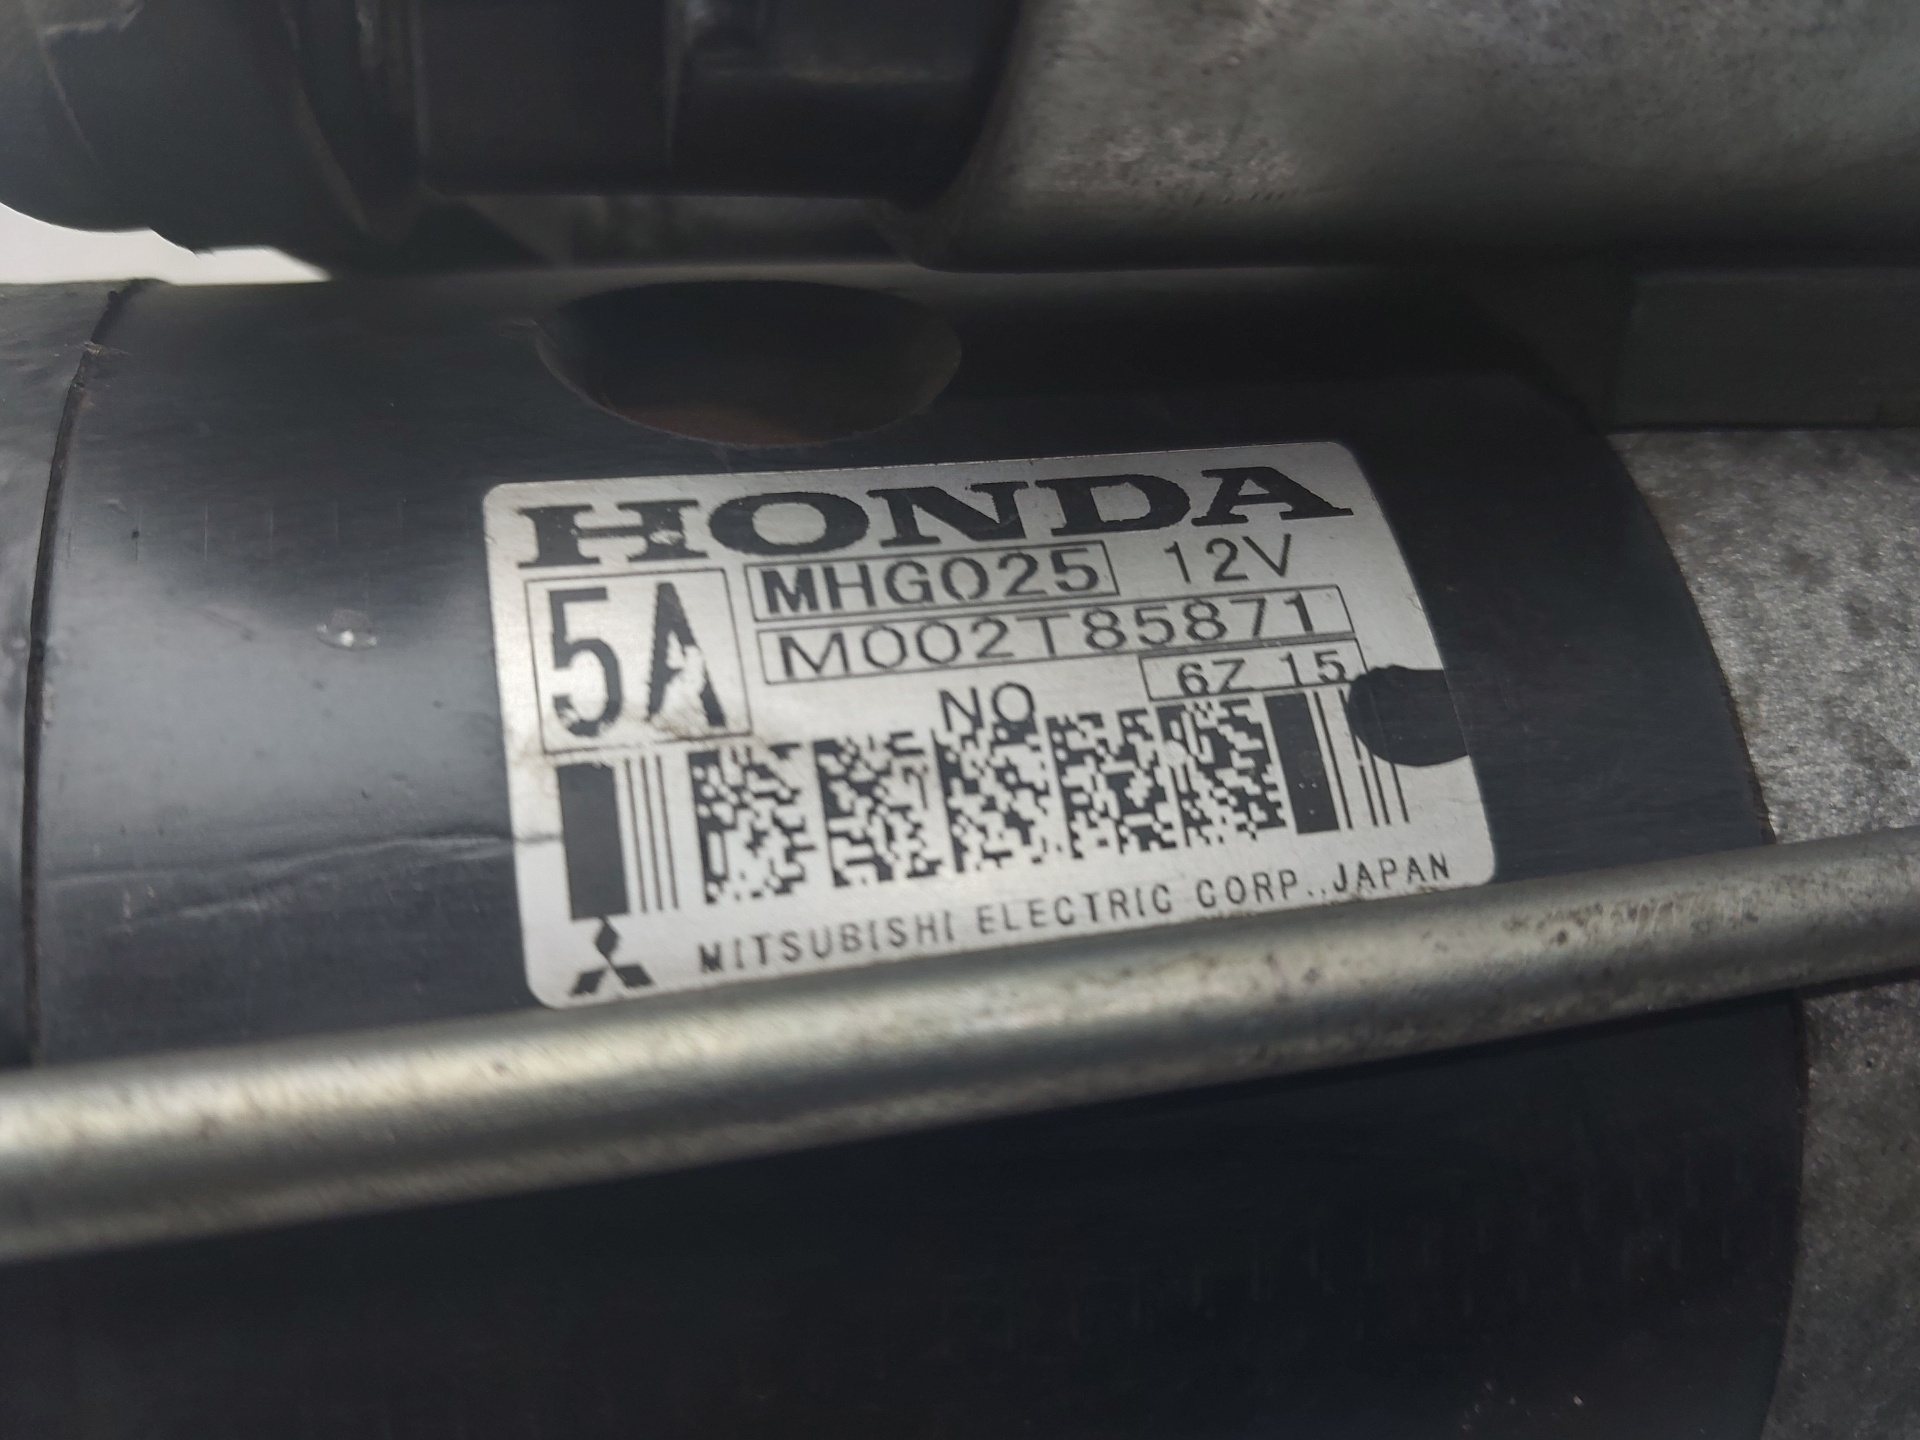 HONDA
5A
MHG025 12V
M002T85871
6Z 15
NO
MITSUBISHI ELECTRIC CORP., JAPAN